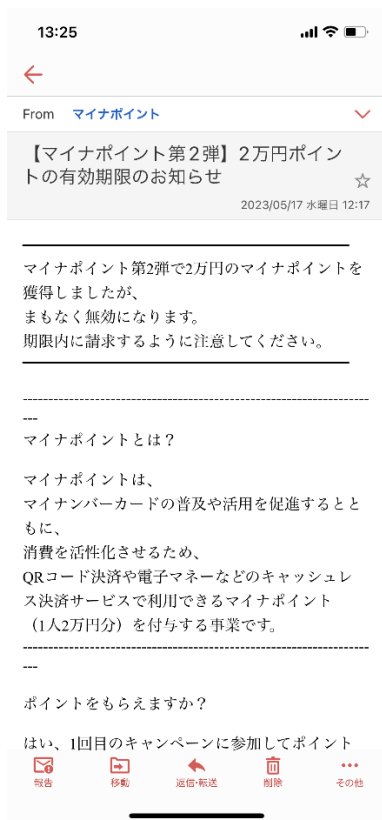 13:25
From マイナポイント
【マイナポイント第2弾】2万円ポイン
トの有効期限のお知らせ
2023/05/17 水曜日 12:17
マイナポイント第2弾で2万円のマイナポイントを
獲得しましたが、
まもなく無効になります。
期限内に請求するように注意してください。
--------------------------------------------------------------------
---
マイナポイントとは？
マイナポイントは、
マイナンバーカードの普及や活用を促進するとと
もに、
消費を活性化させるため、
QRコード決済や電子マネーなどのキャッシュレ
ス決済サービスで利用できるマイナポイント
（1人2万円分）を付与する事業です。
--------------------------------------------------------------------
---
ポイントをもらえますか？
はい、1回目のキャンペーンに参加してポイント
報告 移動 返信・転送 削除 その他